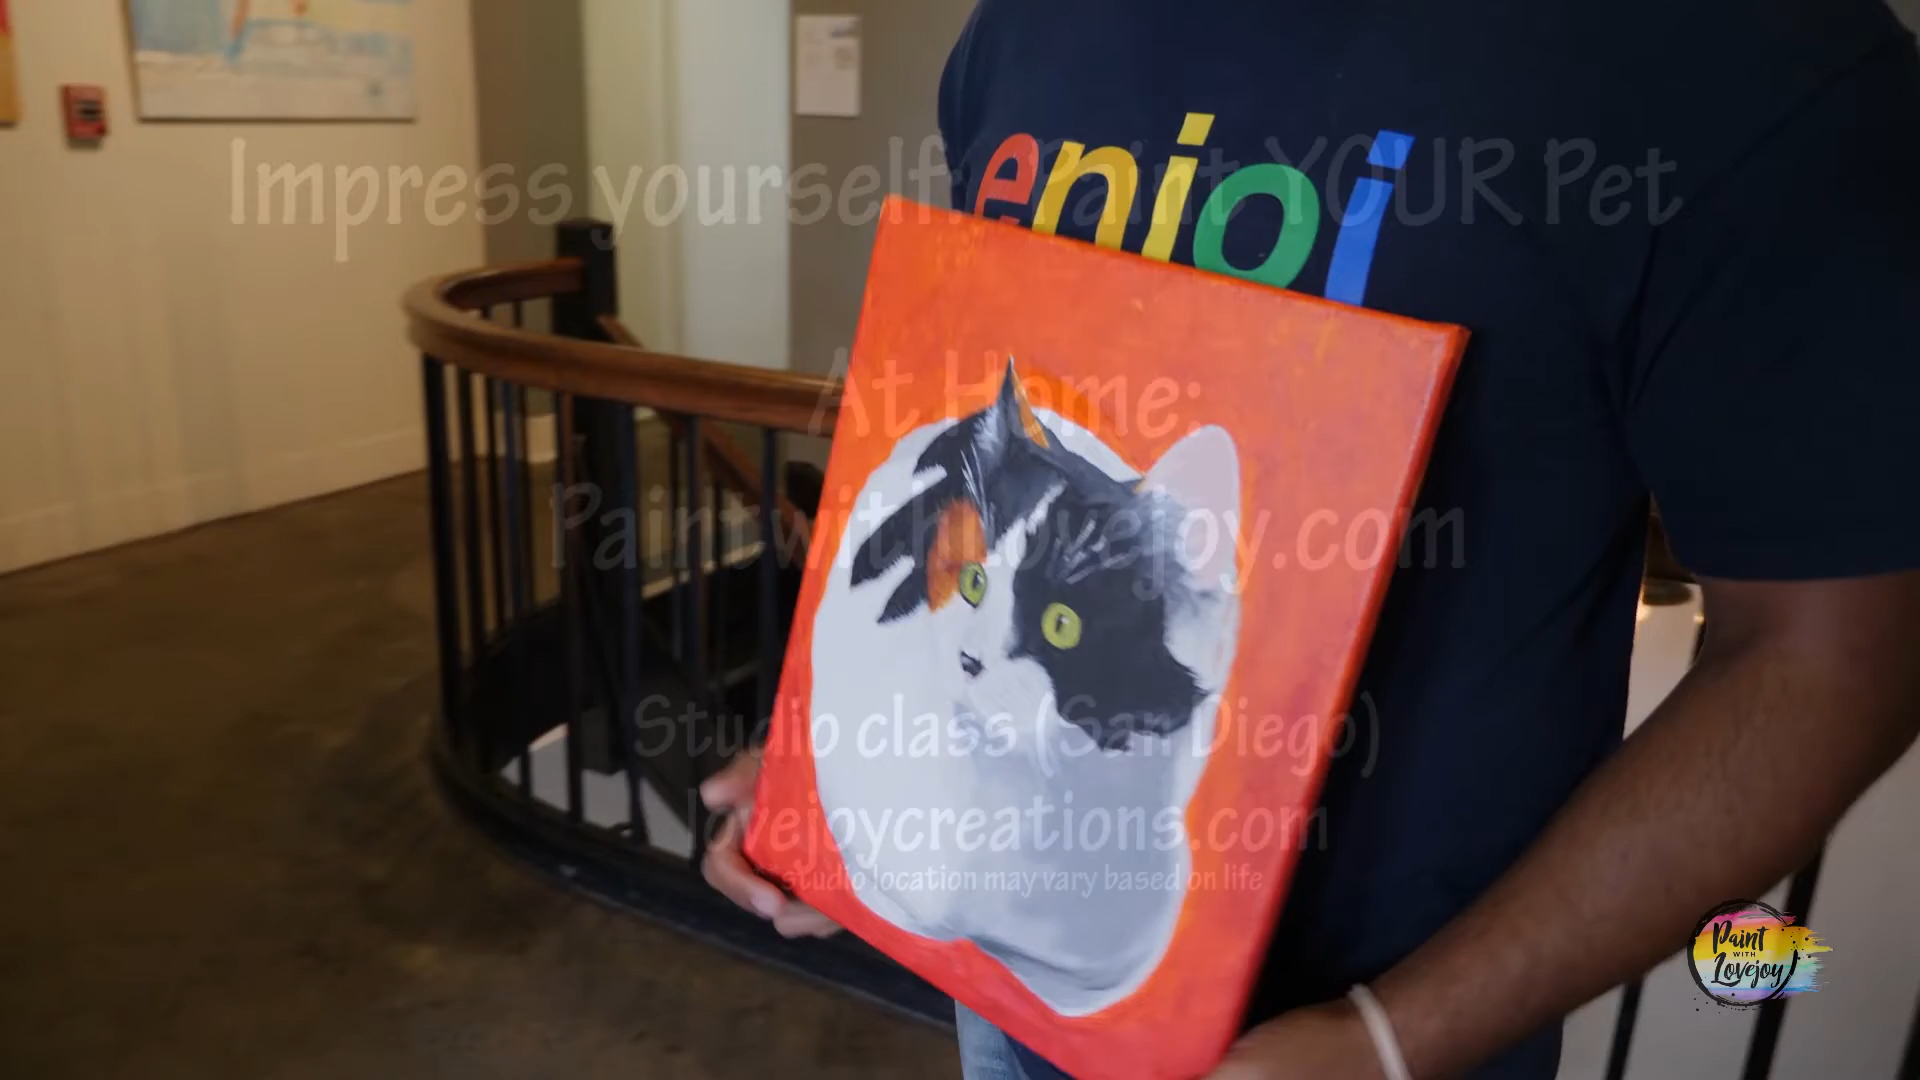 Impress yourself: Paint YOUR Pet
enjoi
At Home:
PaintwithLovejoy.com
Studio class (San Diego)
lovejoycreations.com
studio location may vary based on life
Paint
WITH
Lovejoy